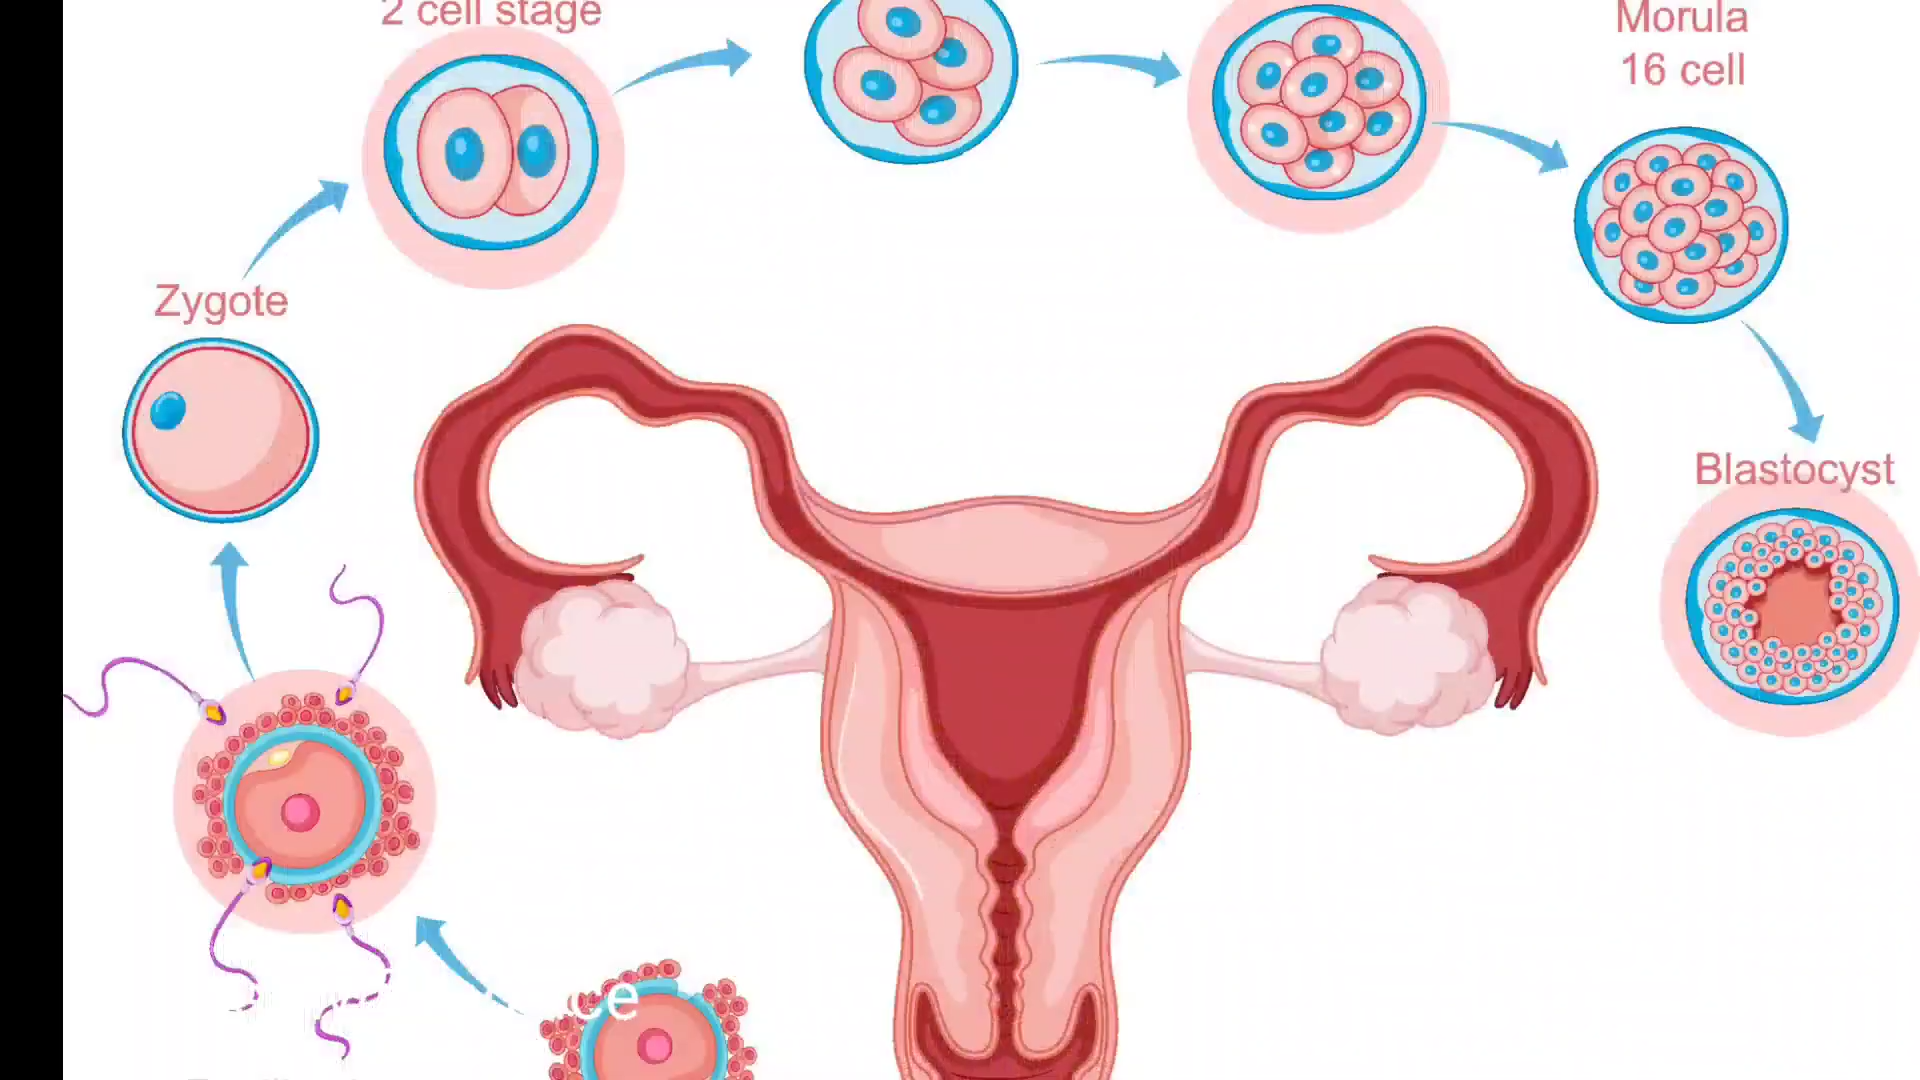 2 cell stage
Morula
16 cell
Zygote
Blastocyst